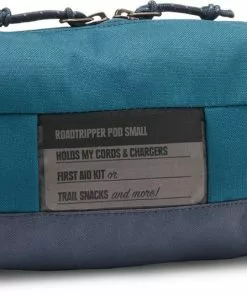 ROADTRIPPER POD SMALL
HOLDS MY CORDS & CHARGERS
FIRST AID KIT or
TRAIL SNACKS and more!